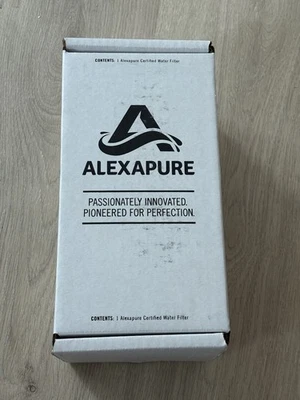 CONTENTS: 1 Alexapure Certified Water Filter
ALEXAPURE
PASSIONATELY INNOVATED.
PIONEERED FOR PERFECTION.
CONTENTS: 1 Alexapure Certified Water Filter